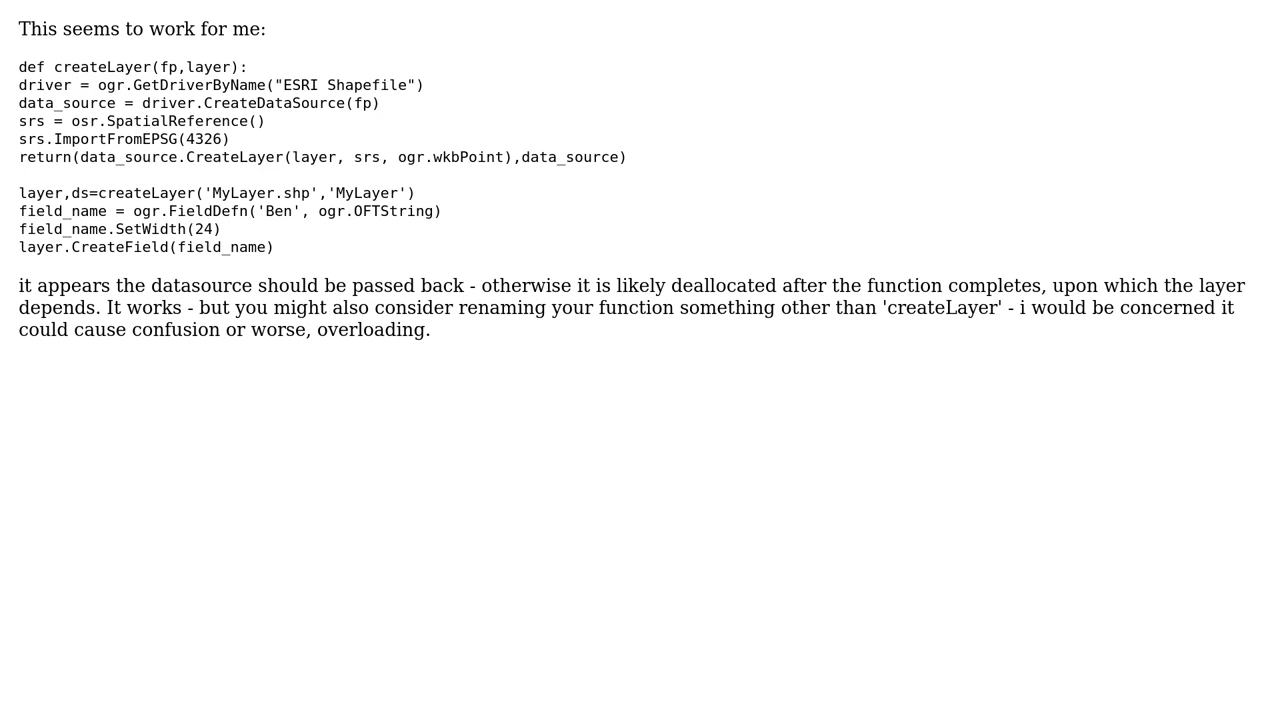 This seems to work for me:
def createLayer(fp,layer):
driver = ogr.GetDriverByName("ESRI Shapefile")
data_source = driver.CreateDataSource(fp)
srs = osr.SpatialReference()
srs.ImportFromEPSG(4326)
return(data_source.CreateLayer(layer, srs, ogr.wkbPoint),data_source)
layer,ds=createLayer('MyLayer.shp','MyLayer')
field_name = ogr.FieldDefn('Ben', ogr.OFTString)
field_name.SetWidth(24)
layer.CreateField(field_name)
it appears the datasource should be passed back - otherwise it is likely deallocated after the function completes, upon which the layer
depends. It works - but you might also consider renaming your function something other than 'createLayer' - i would be concerned it
could cause confusion or worse, overloading.